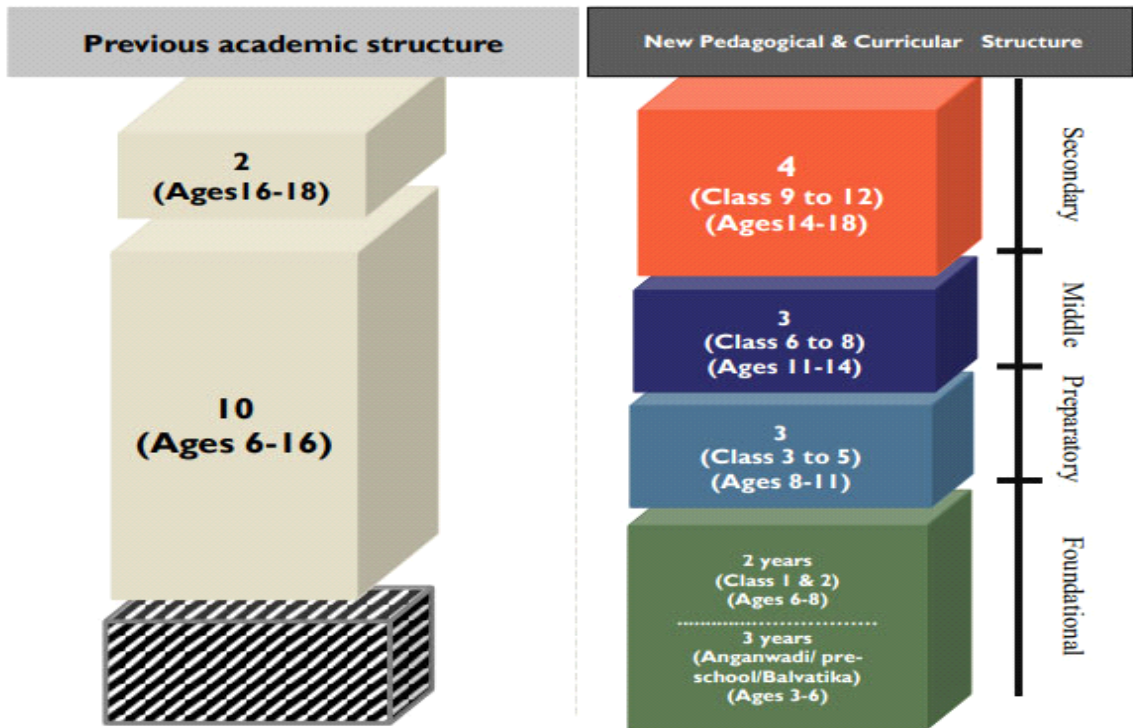 Previous academic structure
New Pedagogical & Curricular Structure
2
(Ages16-18)
10
(Ages 6-16)
4
(Class 9 to 12)
(Ages14-18)
3
(Class 6 to 8)
(Ages 11-14)
3
(Class 3 to 5)
(Ages 8-11)
2 years
(Class 1 & 2)
(Ages 6-8)
3 years
(Anganwadi/ pre-
school/Balvatika)
(Ages 3-6)
Secondary
Middle
Preparatory
Foundational